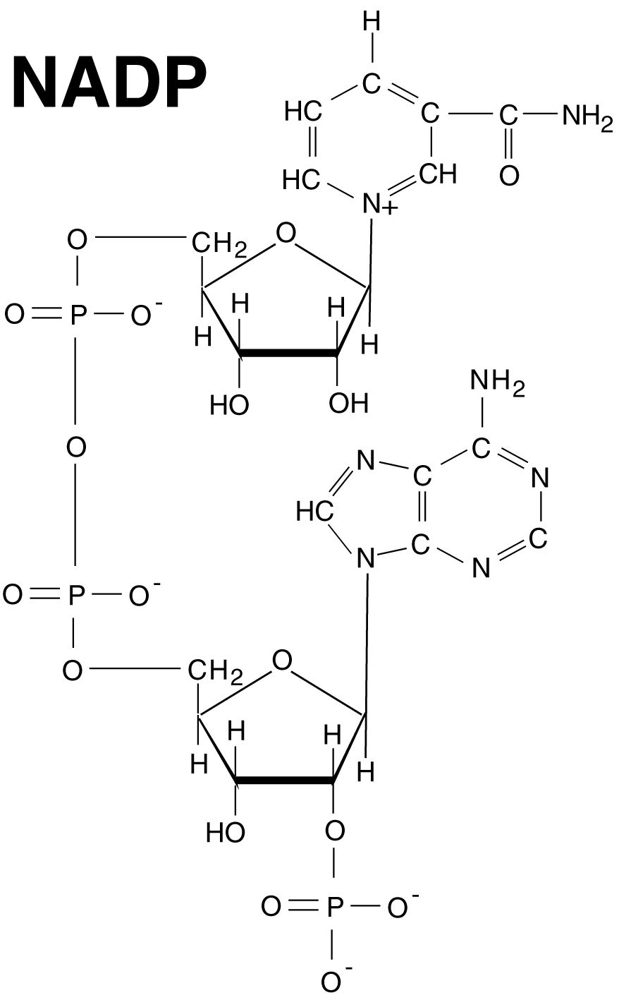 H
NADP
C
HC C C NH2
HC CH O
N+
O CH2 O
O P O- H H
H H
HO OH
NH2
O C
N C N
HC
C C
N N
O P O-
O CH2 O
H H
H H
HO O
O P O-
O-